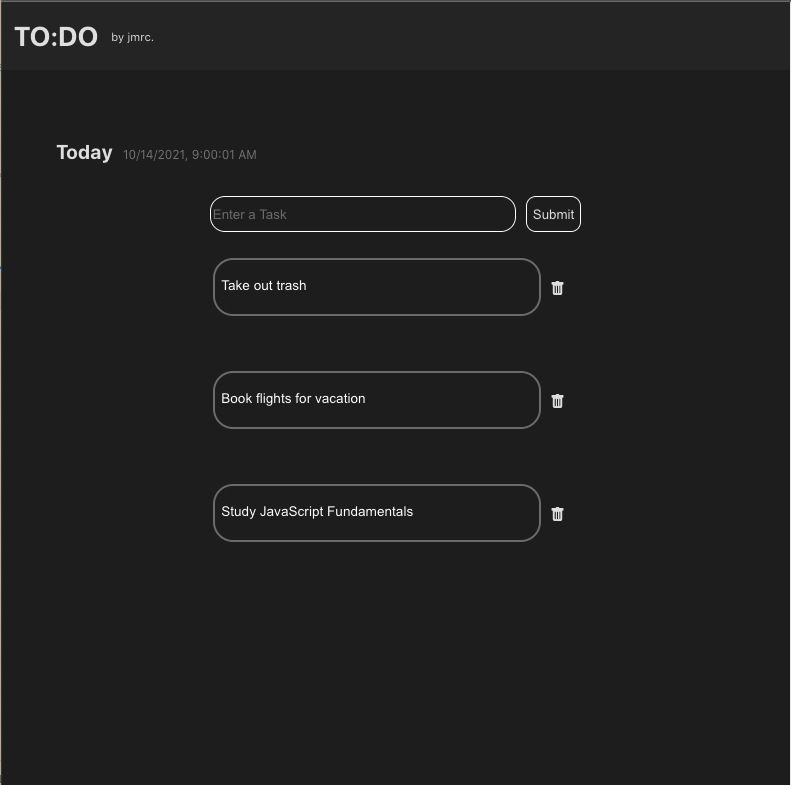 TO:DO by jmrc.
Today 10/14/2021, 9:00:01 AM
Enter a Task Submit
Take out trash
Book flights for vacation
Study JavaScript Fundamentals